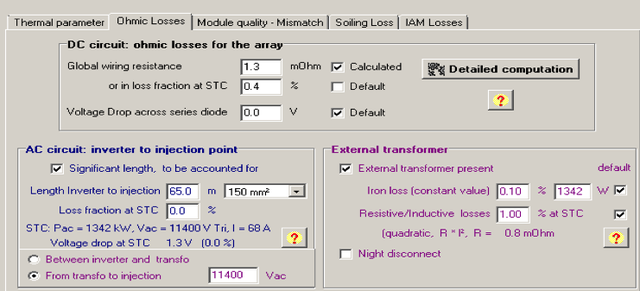 Thermal parameter Ohmic Losses Module quality - Mismatch Soiling Loss IAM Losses
DC circuit: ohmic losses for the array
Global wiring resistance 1.3 mOhm Calculated
or in loss fraction at STC 0.4 % Default
Detailed computation
?
Voltage Drop across series diode 0.0 V Default
AC circuit: inverter to injection point
Significant length, to be accounted for
Length Inverter to injection 65.0 m 150 mm²
Loss fraction at STC 0.0 %
STC: Pac = 1342 kW, Vac = 11400 V Tri, I = 68 A
Voltage drop at STC 1.3 V (0.0 %)
?
Between inverter and transfo
From transfo to injection 11400 Vac
External transformer
External transformer present default
Iron loss (constant value) 0.10 % 1342 W
Resistive/Inductive losses 1.00 % at STC
(quadratic, R * I², R = 0.8 mOhm
Night disconnect
?